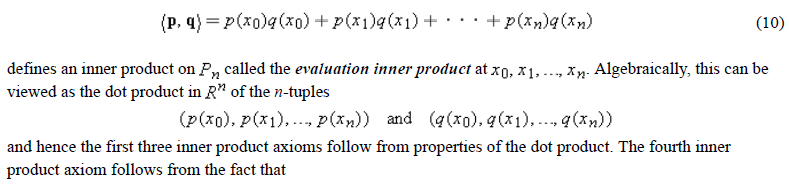 ⟨p, q⟩ = p(x₀)q(x₀) + p(x₁)q(x₁) + · · · + p(xₙ)q(xₙ) (10)
defines an inner product on Pₙ called the evaluation inner product at x₀, x₁, ..., xₙ. Algebraically, this can be
viewed as the dot product in Rⁿ of the n-tuples
(p(x₀), p(x₁), ..., p(xₙ)) and (q(x₀), q(x₁), ..., q(xₙ))
and hence the first three inner product axioms follow from properties of the dot product. The fourth inner
product axiom follows from the fact that